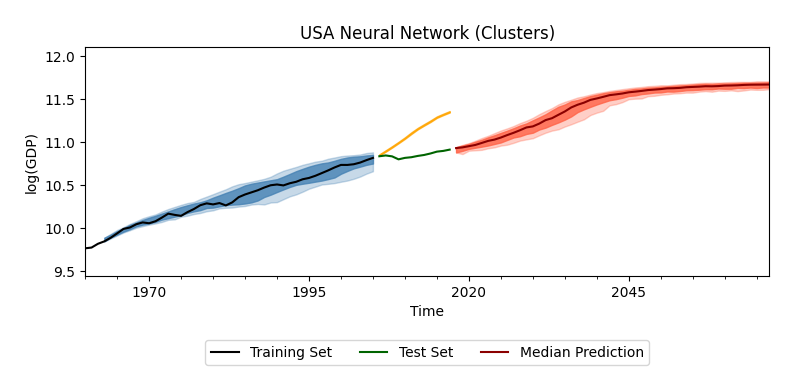 USA Neural Network (Clusters)
12.0
11.5
11.0
10.5
10.0
9.5
log(GDP)
1970 1995 2020 2045
Time
Training Set Test Set Median Prediction